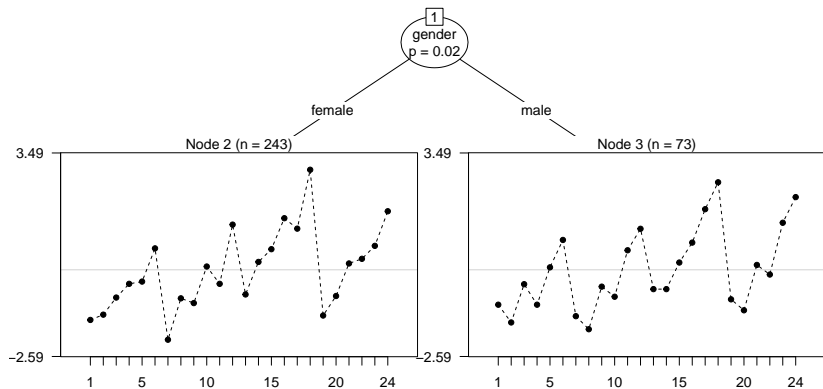 1
gender
p = 0.02
female
male
Node 2 (n = 243)
3.49
−2.59
1 5 10 15 20 24
Node 3 (n = 73)
3.49
−2.59
1 5 10 15 20 24